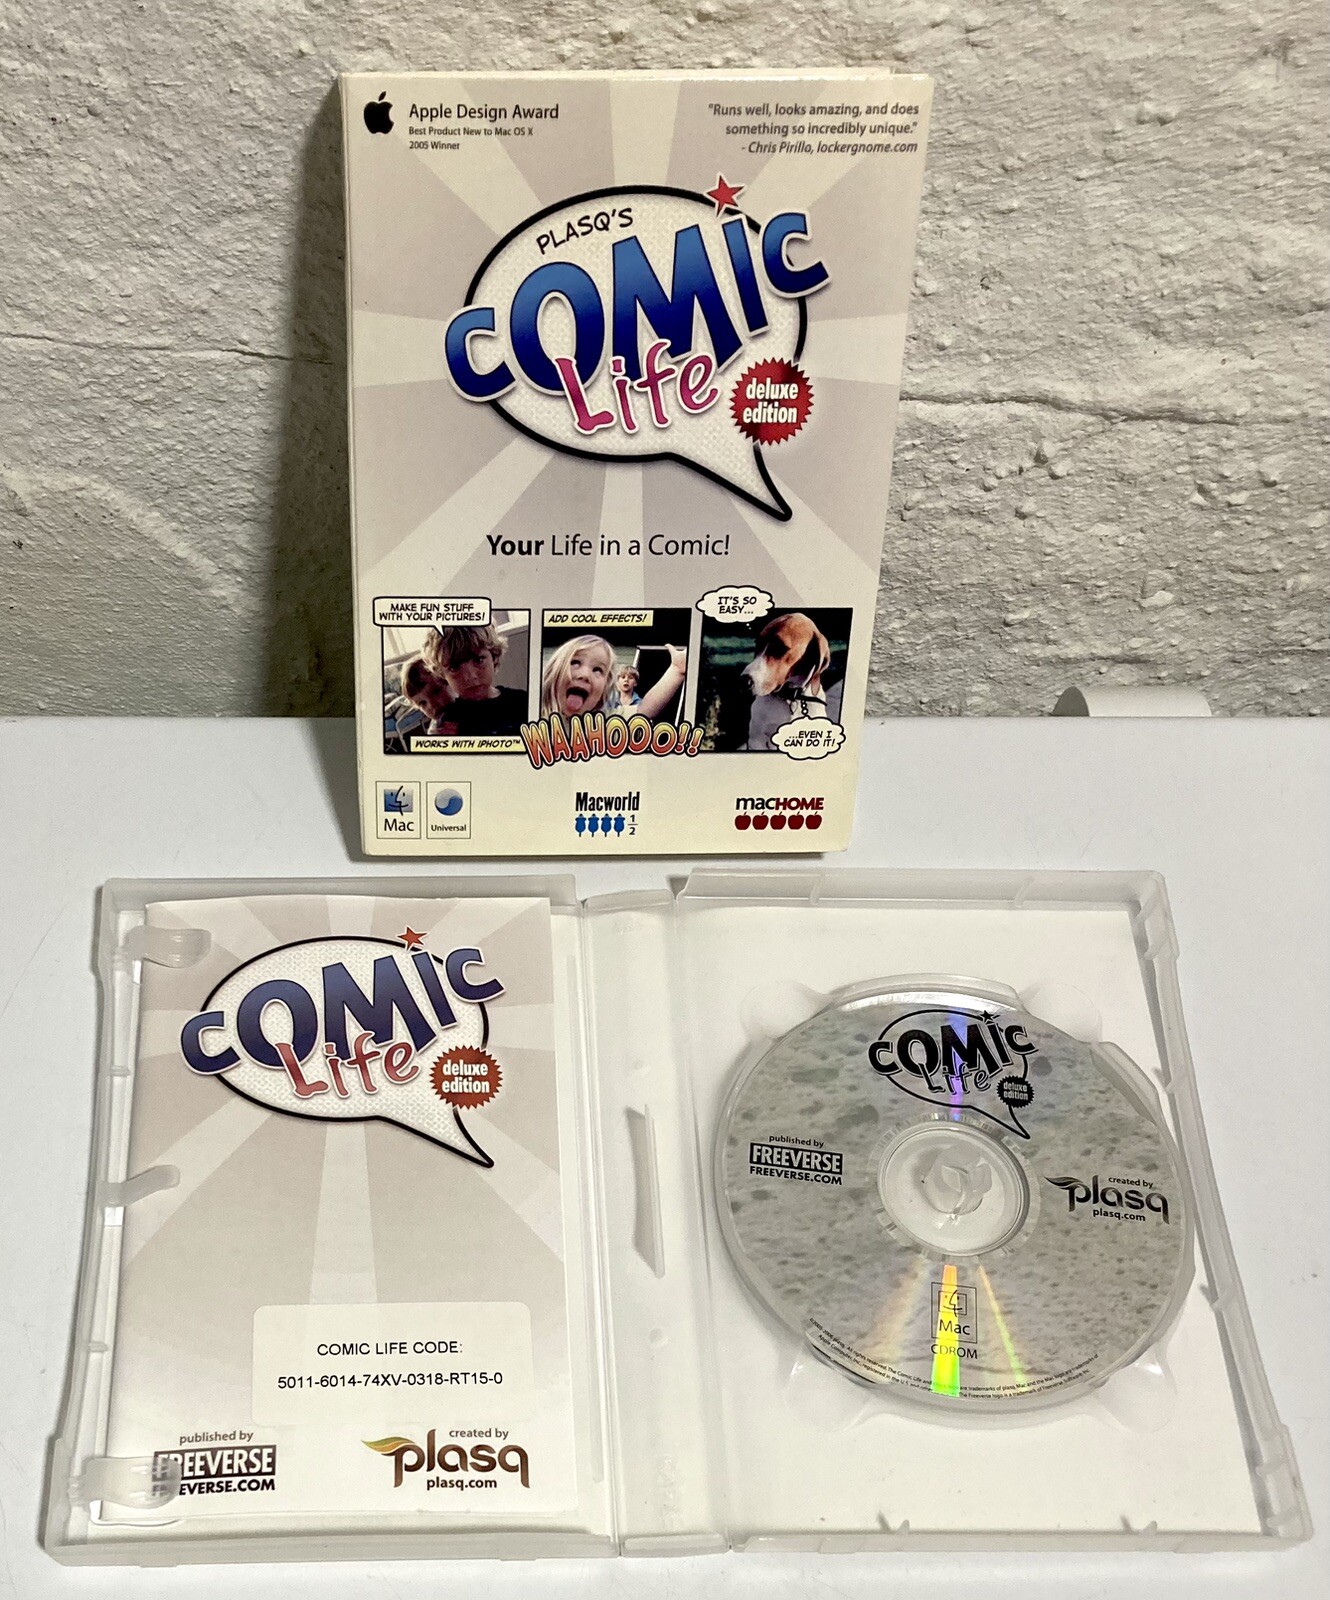 Apple Design Award
Best Product New to Mac OS X
2005 Winner
"Runs well, looks amazing, and does
something so incredibly unique."
- Chris Pirillo, lockergnome.com
PLASQ'S
COMIC
Life
deluxe
edition
Your Life in a Comic!
MAKE FUN STUFF
WITH YOUR PICTURES!
WORKS WITH IPHOTO™
ADD COOL EFFECTS!
WAAHOOO!!
IT'S SO
EASY...
...EVEN I
CAN DO IT!
Mac
Universal
Macworld
1/2
macHOME
COMIC
Life
deluxe
edition
COMIC LIFE CODE:
5011-6014-74XV-0318-RT15-0
published by
FREEVERSE
EVERSE.COM
created by
plasq
plasq.com
COMIC
Life
deluxe
edition
published by
FREEVERSE
FREEVERSE.COM
created by
plasq
plasq.com
Mac
CDROM